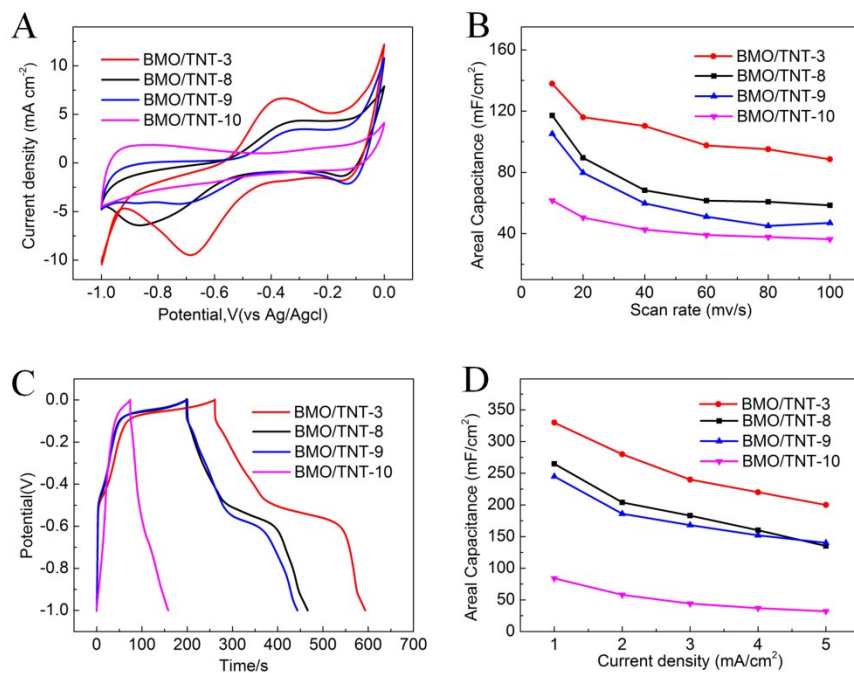 A
BMO/TNT-3
BMO/TNT-8
BMO/TNT-9
BMO/TNT-10
Current density (mA cm⁻²)
10
5
0
-5
-10
-1.0 -0.8 -0.6 -0.4 -0.2 0.0
Potential,V(vs Ag/Agcl)
B
BMO/TNT-3
BMO/TNT-8
BMO/TNT-9
BMO/TNT-10
Areal Capacitance (mF/cm²)
160
120
80
40
0 20 40 60 80 100
Scan rate (mv/s)
C
BMO/TNT-3
BMO/TNT-8
BMO/TNT-9
BMO/TNT-10
Potential(V)
0.0
-0.2
-0.4
-0.6
-0.8
-1.0
0 100 200 300 400 500 600 700
Time/s
D
BMO/TNT-3
BMO/TNT-8
BMO/TNT-9
BMO/TNT-10
Areal Capacitance (mF/cm²)
350
300
250
200
150
100
50
0
1 2 3 4 5
Current density (mA/cm²)